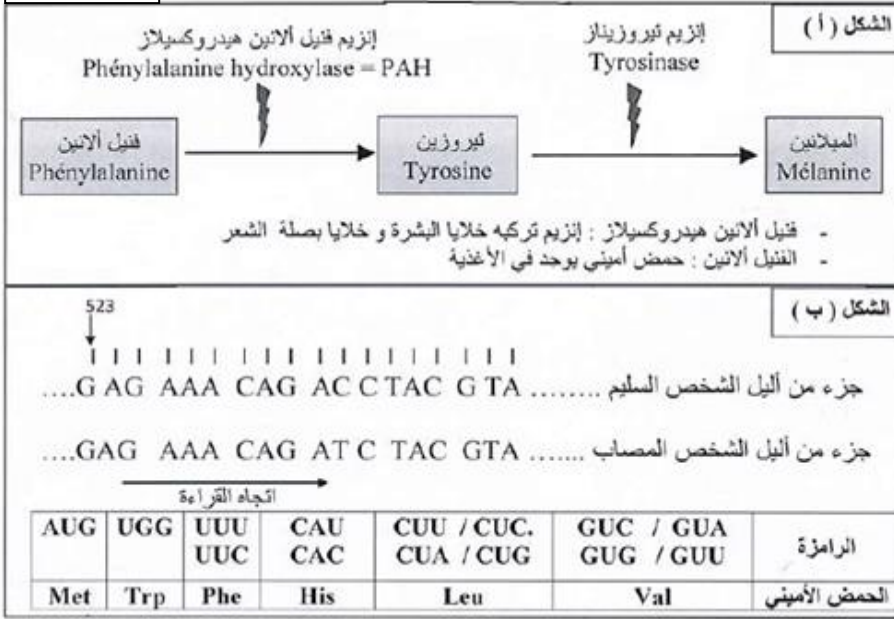 الشكل ( أ )
إنزيم فنيل ألانين هيدروكسيلاز
Phénylalanine hydroxylase = PAH
إنزيم تيروزيناز
Tyrosinase
فنيل ألانين
Phénylalanine
تيروزين
Tyrosine
الميلانين
Mélanine
- فنيل ألانين هيدروكسيلاز : إنزيم تركبه خلايا البشرة و خلايا بصلة الشعر
- الفنيل ألانين : حمض أميني يوجد في الأغذية
الشكل ( ب )
523
جزء من أليل الشخص السليم ........ ....G AG AAA CAG ACC TAC G TA
جزء من أليل الشخص المصاب ....... ....GAG AAA CAG AT C TAC GTA
اتجاه القراءة
AUG UGG UUU CAU CUU / CUC. GUC / GUA الرامزة
UUC CAC CUA / CUG GUG / GUU
Met Trp Phe His Leu Val الحمض الأميني